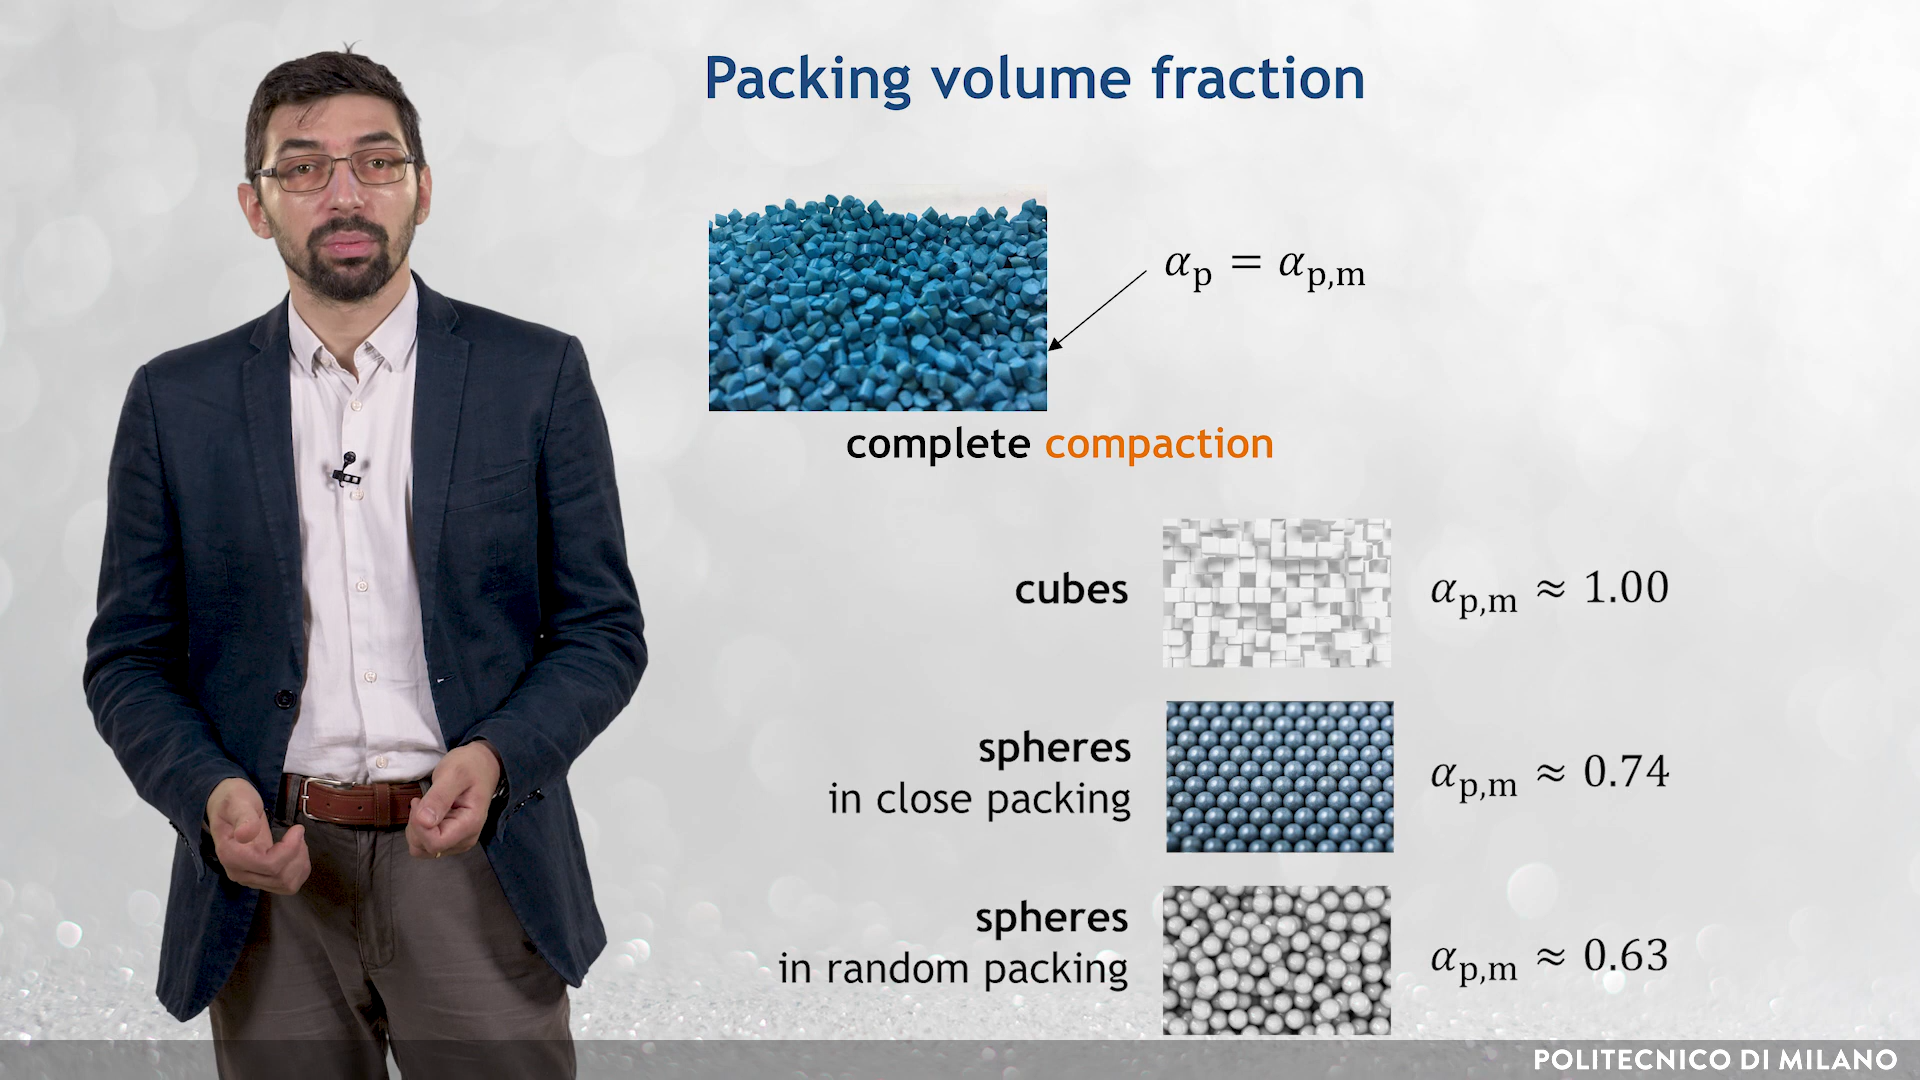 Packing volume fraction
αp = αp,m
complete compaction
cubes
αp,m ≈ 1.00
spheres
in close packing
αp,m ≈ 0.74
spheres
in random packing
αp,m ≈ 0.63
POLITECNICO DI MILANO